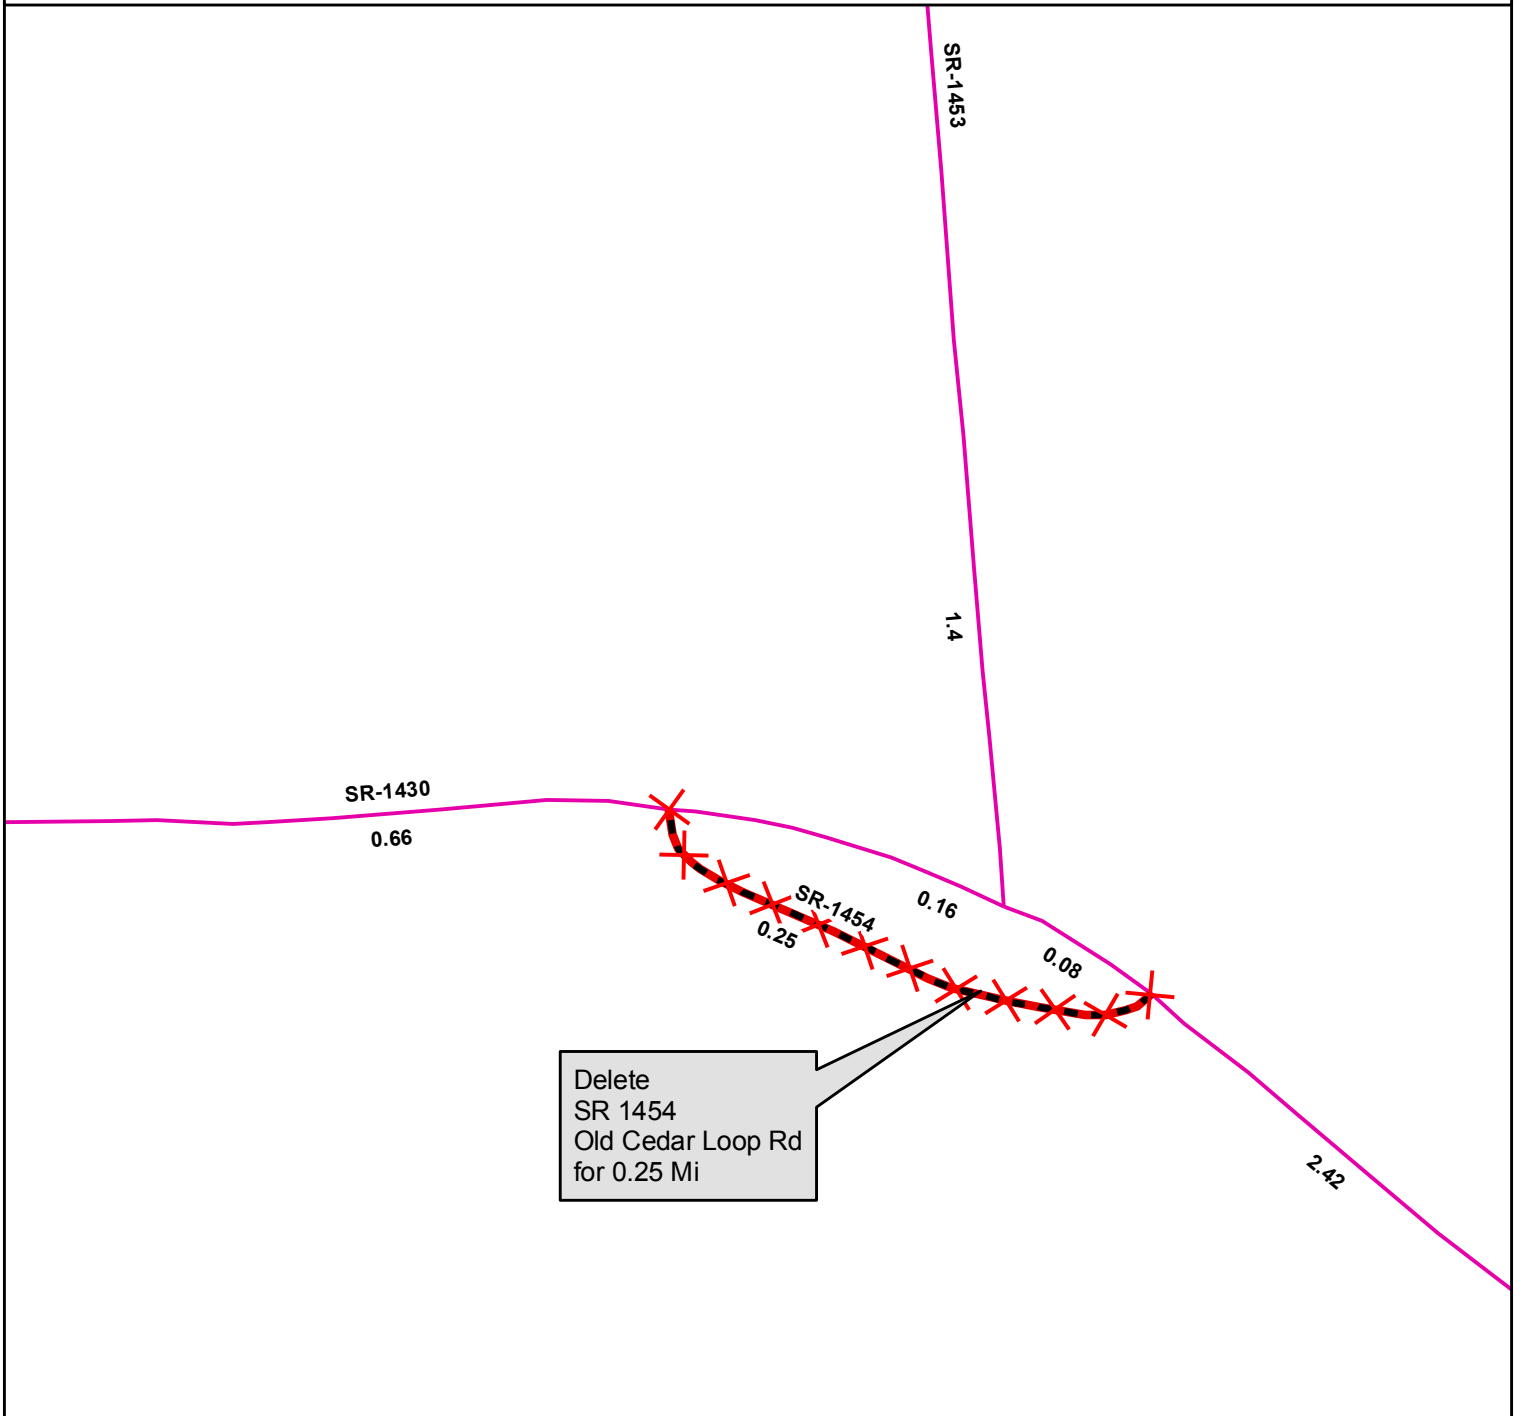 SR-1453
1.4
SR-1430
0.66
SR-1454
0.25
0.16
0.08
2.42
Delete
SR 1454
Old Cedar Loop Rd
for 0.25 Mi